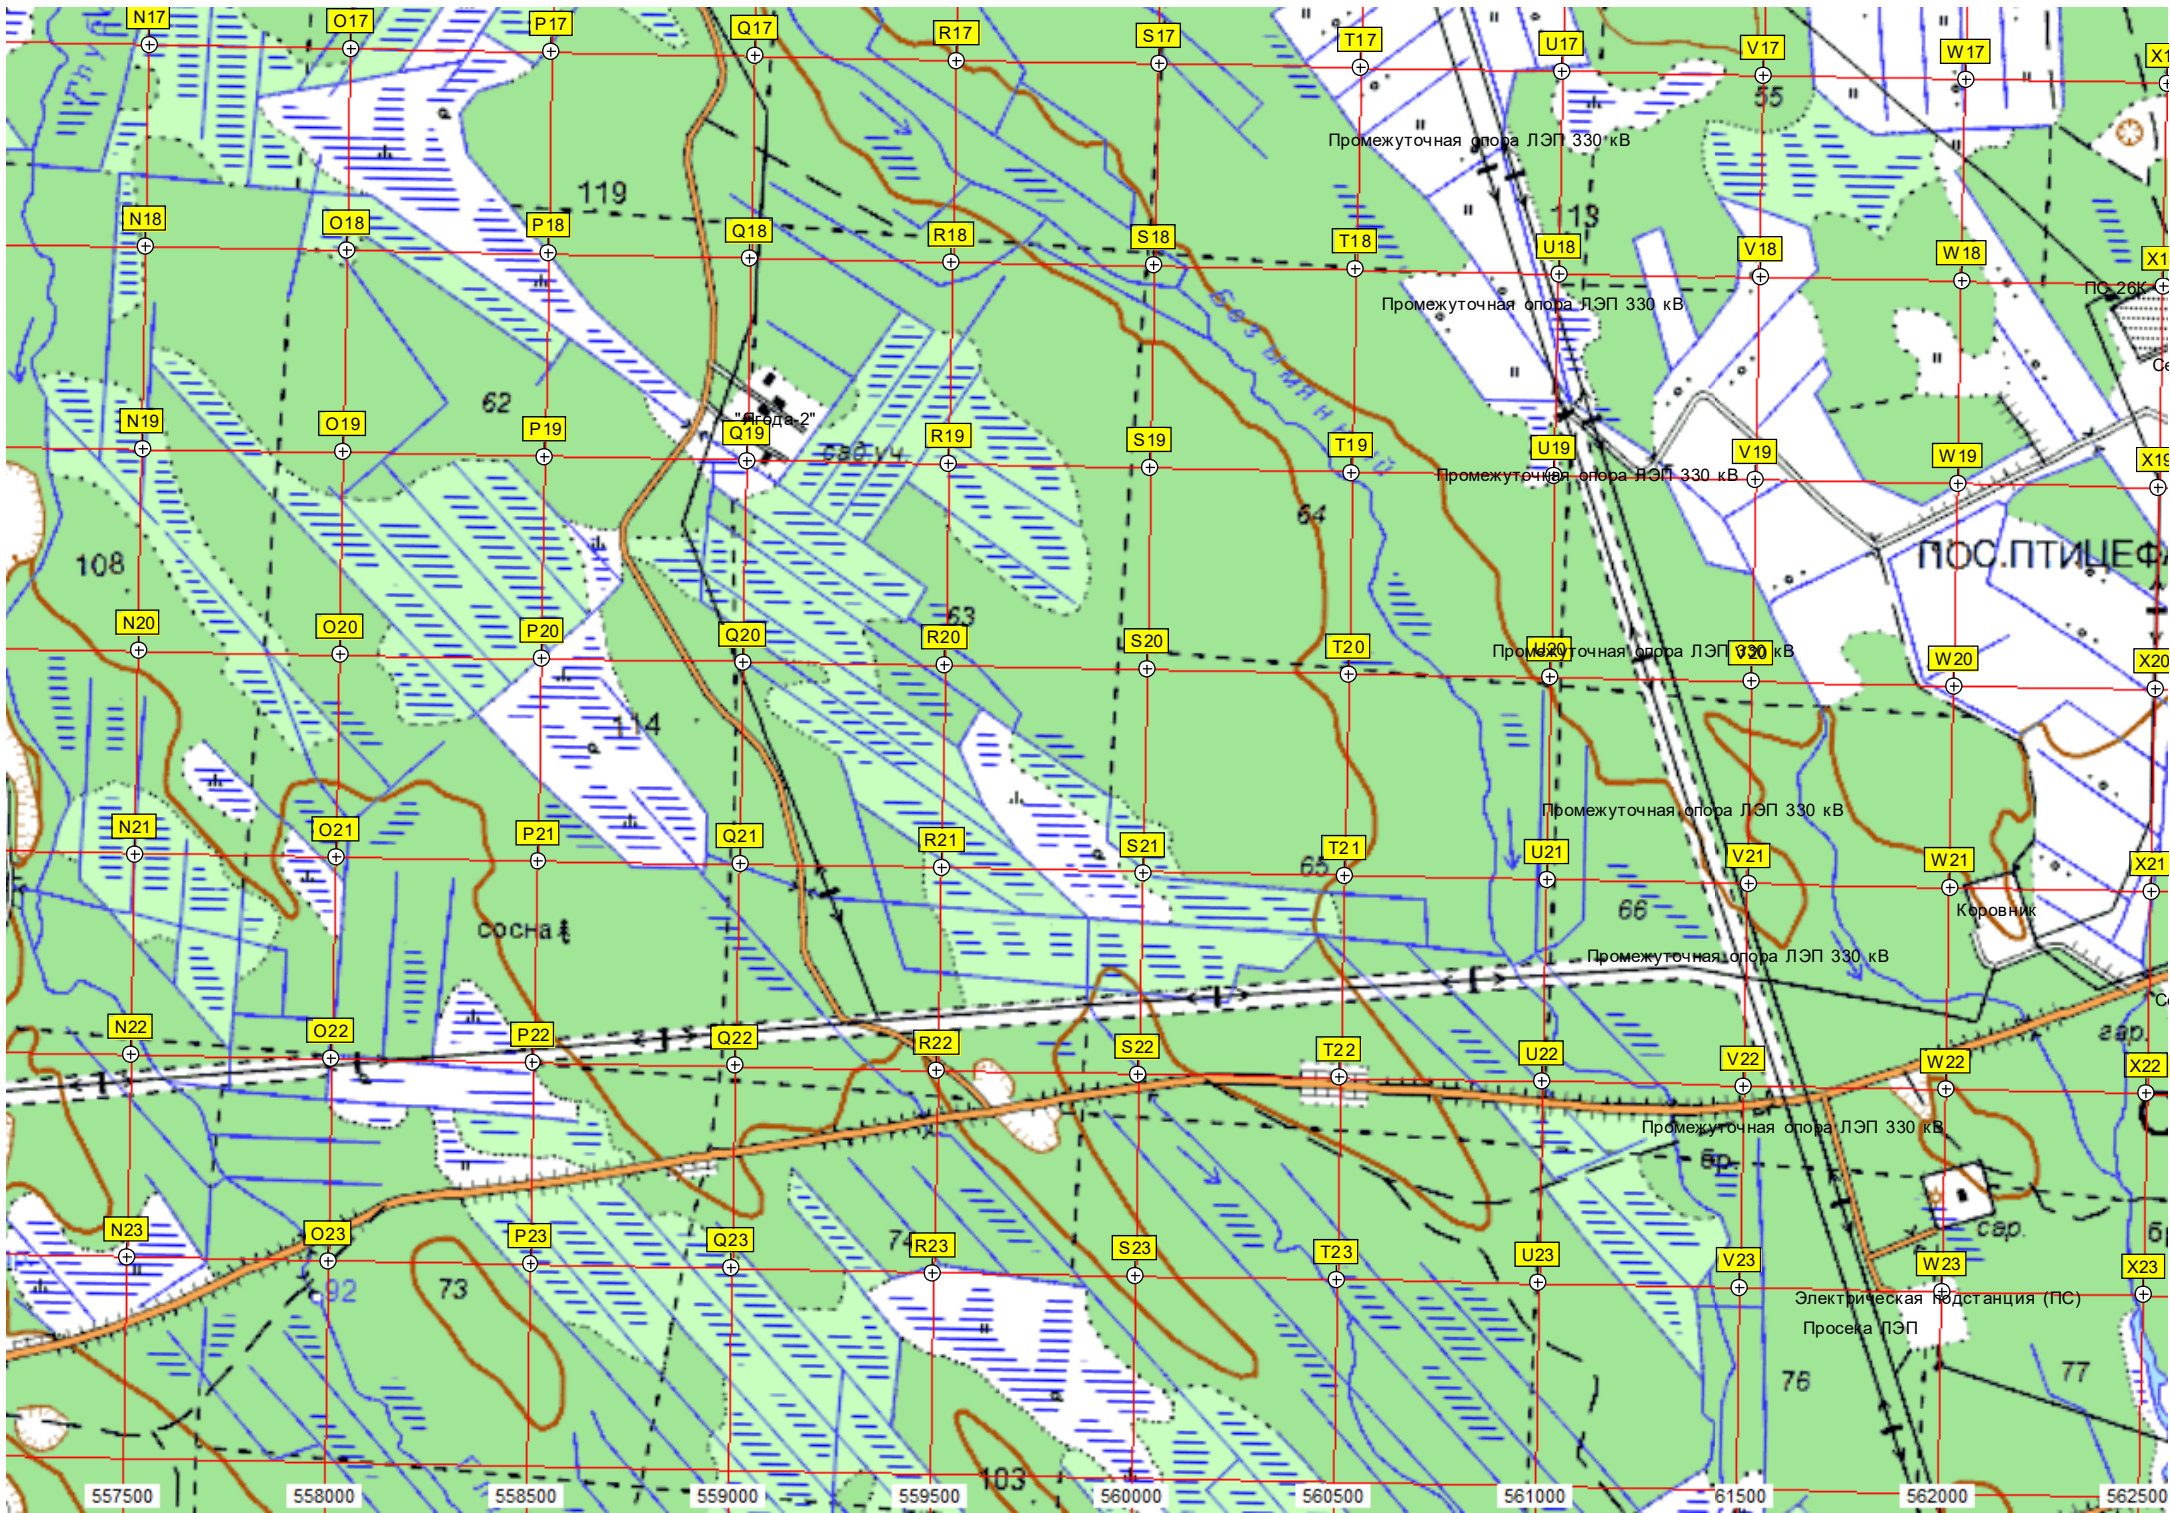 N17 O17 P17 Q17 R17 S17 T17 U17 V17 W17
55
Промежуточная опора ЛЭП 330 кВ
119
113
N18 O18 P18 Q18 R18 S18 T18 U18 V18 W18
ПС-26К
Промежуточная опора ЛЭП 330 кВ
Безымянный
62
"Ягода-2"
сад.уч.
N19 O19 P19 Q19 R19 S19 T19 U19 V19 W19 X19
Промежуточная опора ЛЭП 330 кВ
64
108
ПОС.ПТИЦЕФ
63
N20 O20 P20 Q20 R20 S20 T20 U20 V20 W20 X20
Промежуточная опора ЛЭП 330 кВ
114
Промежуточная опора ЛЭП 330 кВ
N21 O21 P21 Q21 R21 S21 T21 U21 V21 W21 X21
65
66
Коровник
сосна
Промежуточная опора ЛЭП 330 кВ
гар.
N22 O22 P22 Q22 R22 S22 T22 U22 V22 W22 X22
Промежуточная опора ЛЭП 330 кВ
бр.
сар.
74
N23 O23 P23 Q23 R23 S23 T23 U23 V23 W23 X23
92
73
Электрическая подстанция (ПС)
Просека ЛЭП
76
77
103
557500 558000 558500 559000 559500 560000 560500 561000 61500 562000 562500